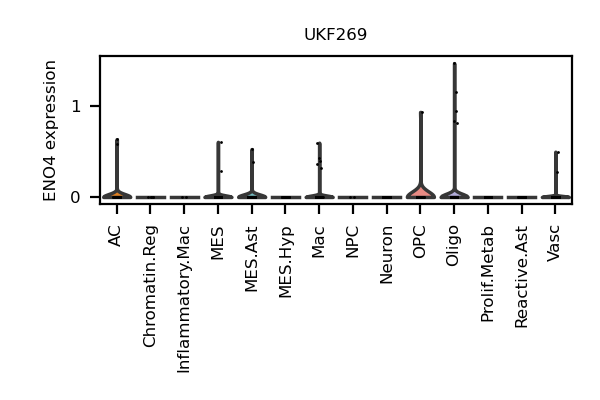 UKF269
ENO4 expression
1
0
AC
Chromatin.Reg
Inflammatory.Mac
MES
MES.Ast
MES.Hyp
Mac
NPC
Neuron
OPC
Oligo
Prolif.Metab
Reactive.Ast
Vasc